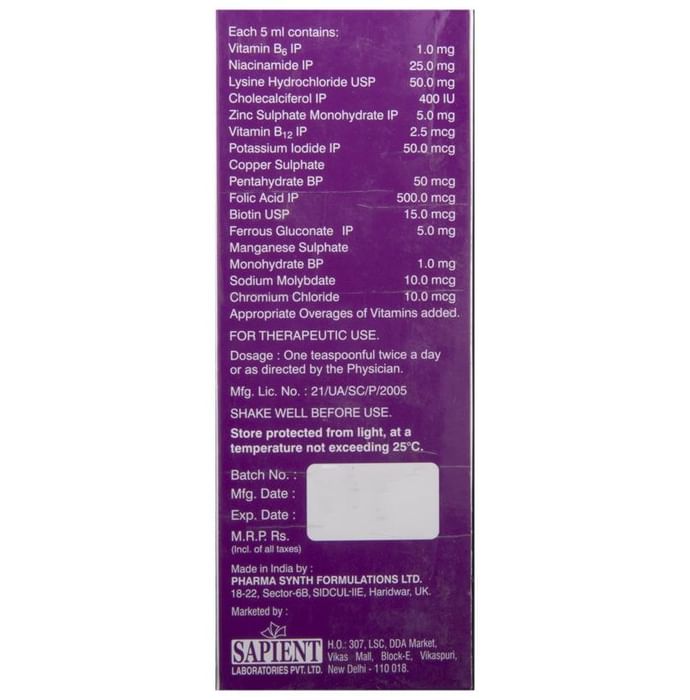 Each 5 ml contains:
Vitamin B6 IP 1.0 mg
Niacinamide IP 25.0 mg
Lysine Hydrochloride USP 50.0 mg
Cholecalciferol IP 400 IU
Zinc Sulphate Monohydrate IP 5.0 mg
Vitamin B12 IP 2.5 mcg
Potassium Iodide IP 50.0 mcg
Copper Sulphate
Pentahydrate BP 50 mcg
Folic Acid IP 500.0 mcg
Biotin USP 15.0 mcg
Ferrous Gluconate IP 5.0 mg
Manganese Sulphate
Monohydrate BP 1.0 mg
Sodium Molybdate 10.0 mcg
Chromium Chloride 10.0 mcg
Appropriate Overages of Vitamins added.
FOR THERAPEUTIC USE.
Dosage : One teaspoonful twice a day
or as directed by the Physician.
Mfg. Lic. No. : 21/UA/SC/P/2005
SHAKE WELL BEFORE USE.
Store protected from light, at a
temperature not exceeding 25°C.
Batch No. :
Mfg. Date :
Exp. Date :
M.R.P. Rs.
(Incl. of all taxes)
Made in India by :
PHARMA SYNTH FORMULATIONS LTD.
18-22, Sector-6B, SIDCUL-IIE, Haridwar, UK.
Marketed by :
SAPIENT
LABORATORIES PVT. LTD.
H.O.: 307, LSC, DDA Market,
Vikas Mall, Block-E, Vikaspuri,
New Delhi - 110 018.